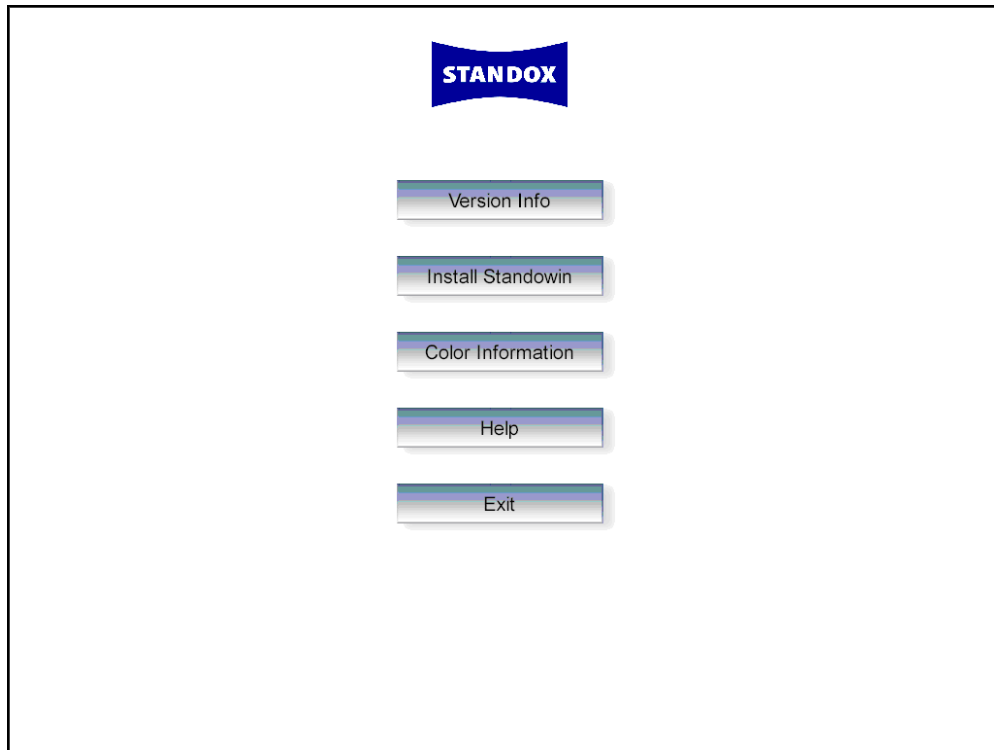 STANDOX
Version Info
Install Standowin
Color Information
Help
Exit